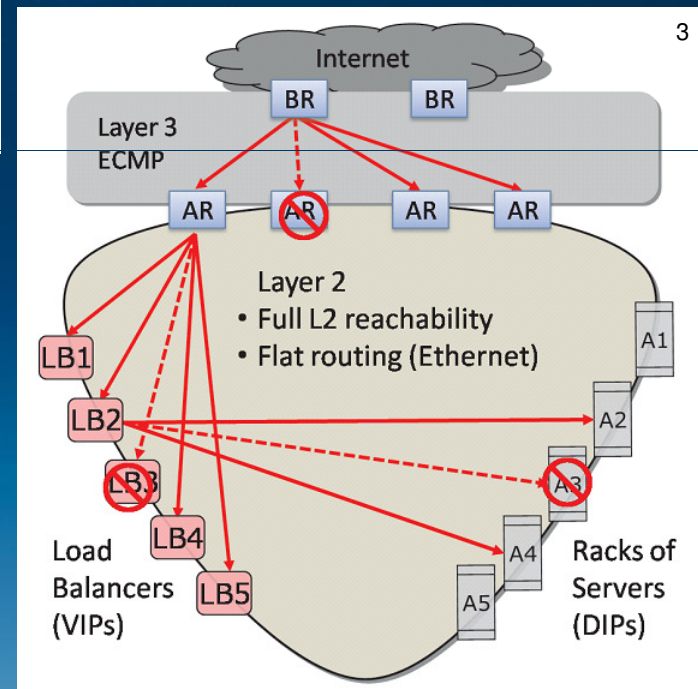 3
Internet
BR
BR
Layer 3
ECMP
AR
AR
AR
AR
Layer 2
• Full L2 reachability
• Flat routing (Ethernet)
A1
LB1
A2
LB2
A3
LB3
LB4
A4
Load
Balancers
(VIPs)
LB5
A5
Racks of
Servers
(DIPs)